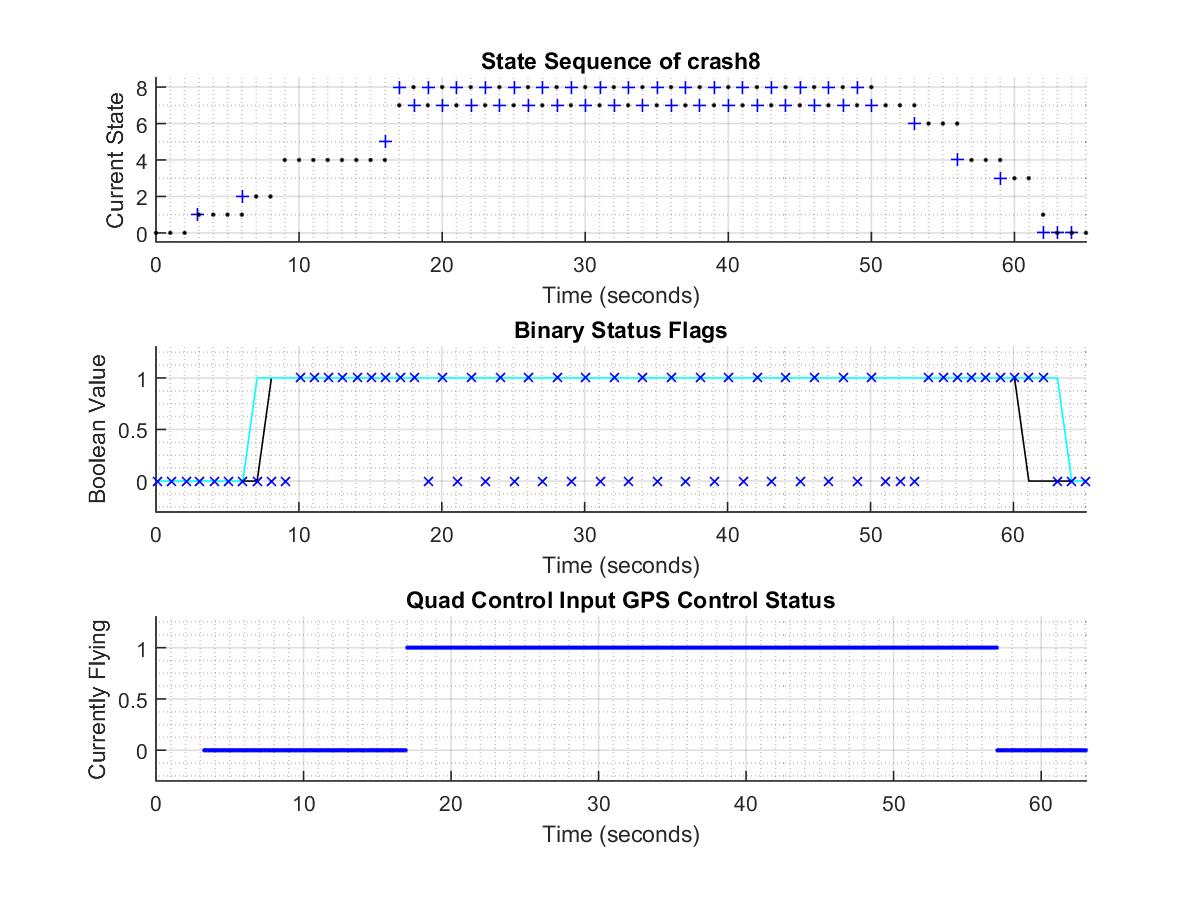 State Sequence of crash8
Current State
8
6
4
2
0
0 10 20 30 40 50 60
Time (seconds)
Binary Status Flags
Boolean Value
1
0.5
0
0 10 20 30 40 50 60
Time (seconds)
Quad Control Input GPS Control Status
Currently Flying
1
0.5
0
0 10 20 30 40 50 60
Time (seconds)